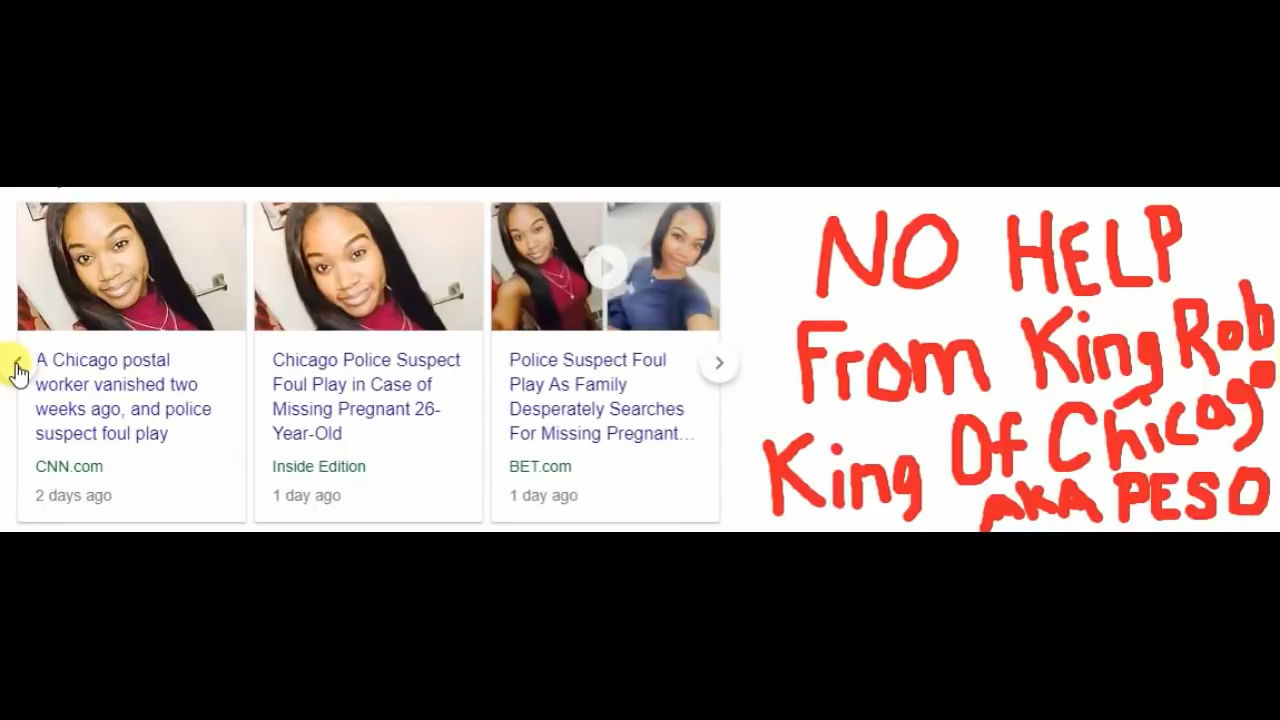 A Chicago postal
worker vanished two
weeks ago, and police
suspect foul play
CNN.com
2 days ago
Chicago Police Suspect
Foul Play in Case of
Missing Pregnant 26-
Year-Old
Inside Edition
1 day ago
Police Suspect Foul
Play As Family
Desperately Searches
For Missing Pregnant...
BET.com
1 day ago
NO HELP
From King Rob
King Of Chicago
AKA PESO